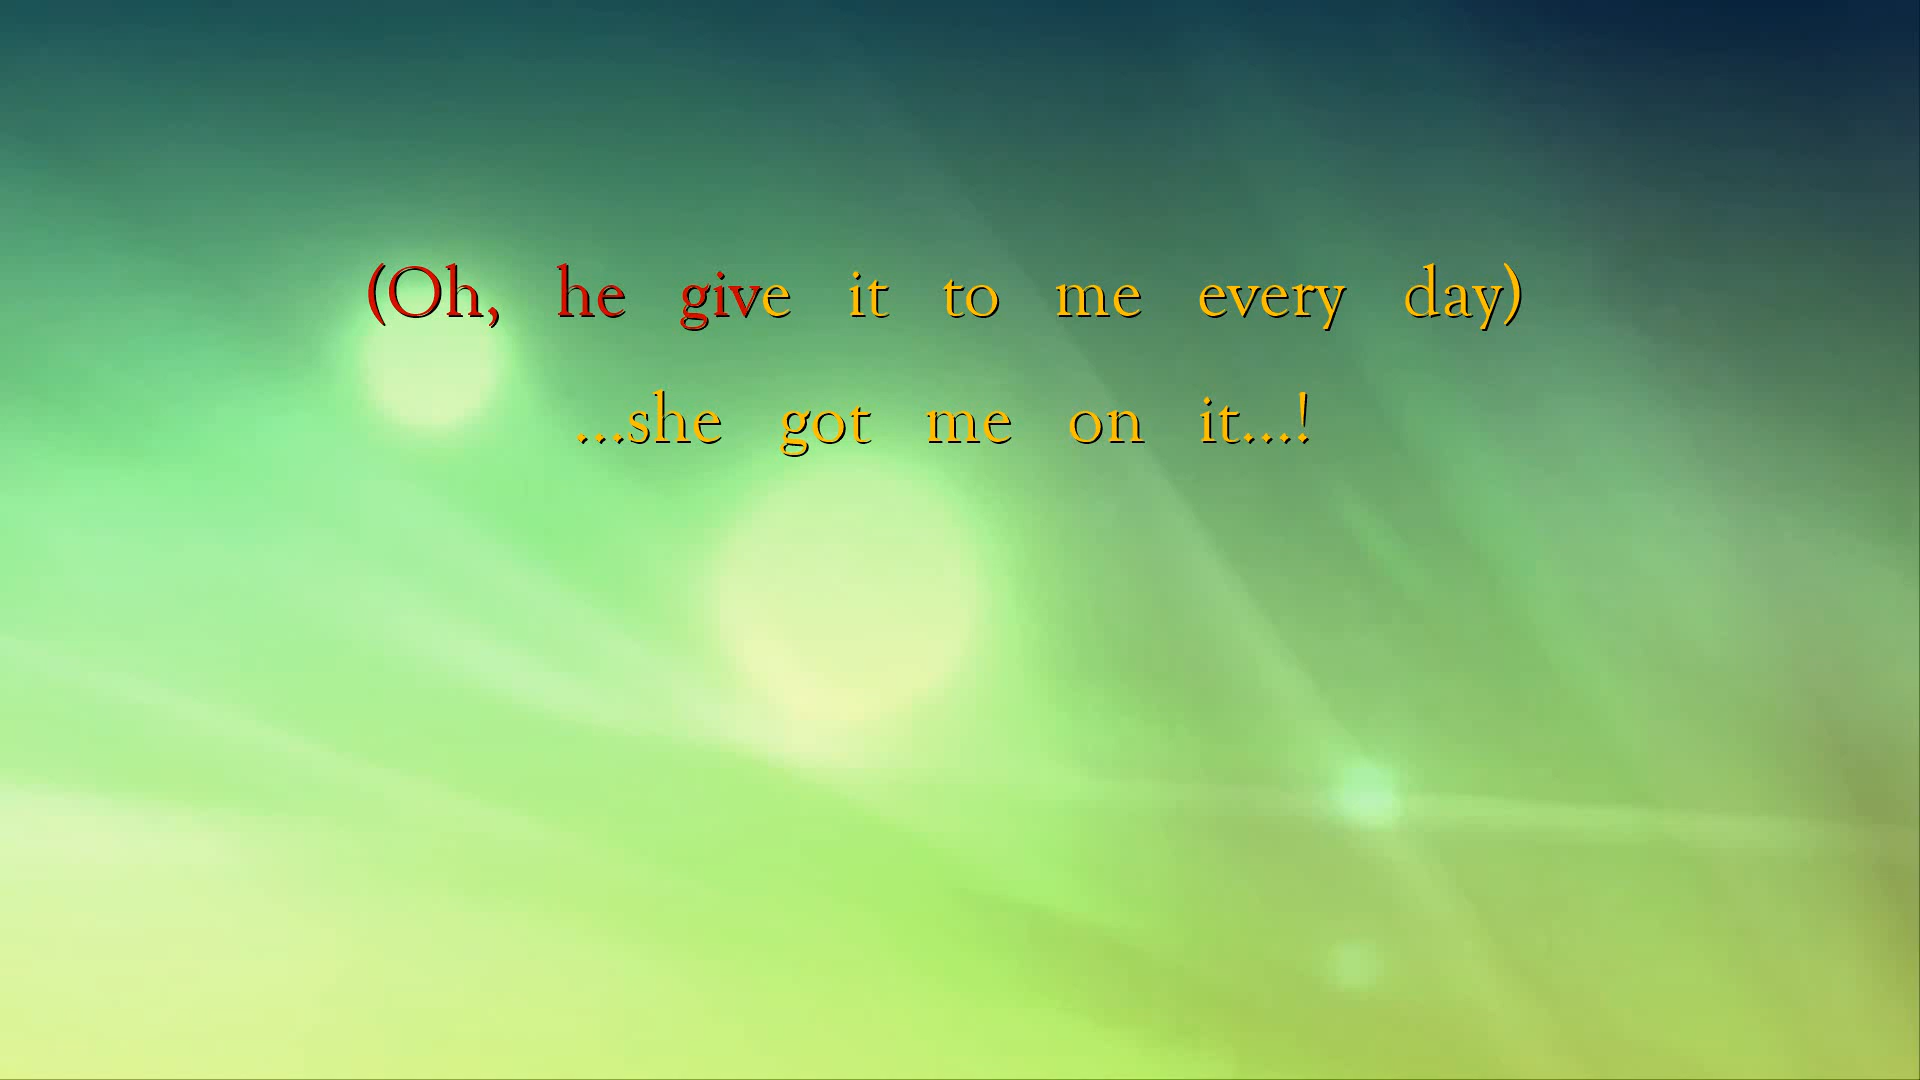 (Oh, he give it to me every day)
...she got me on it...!